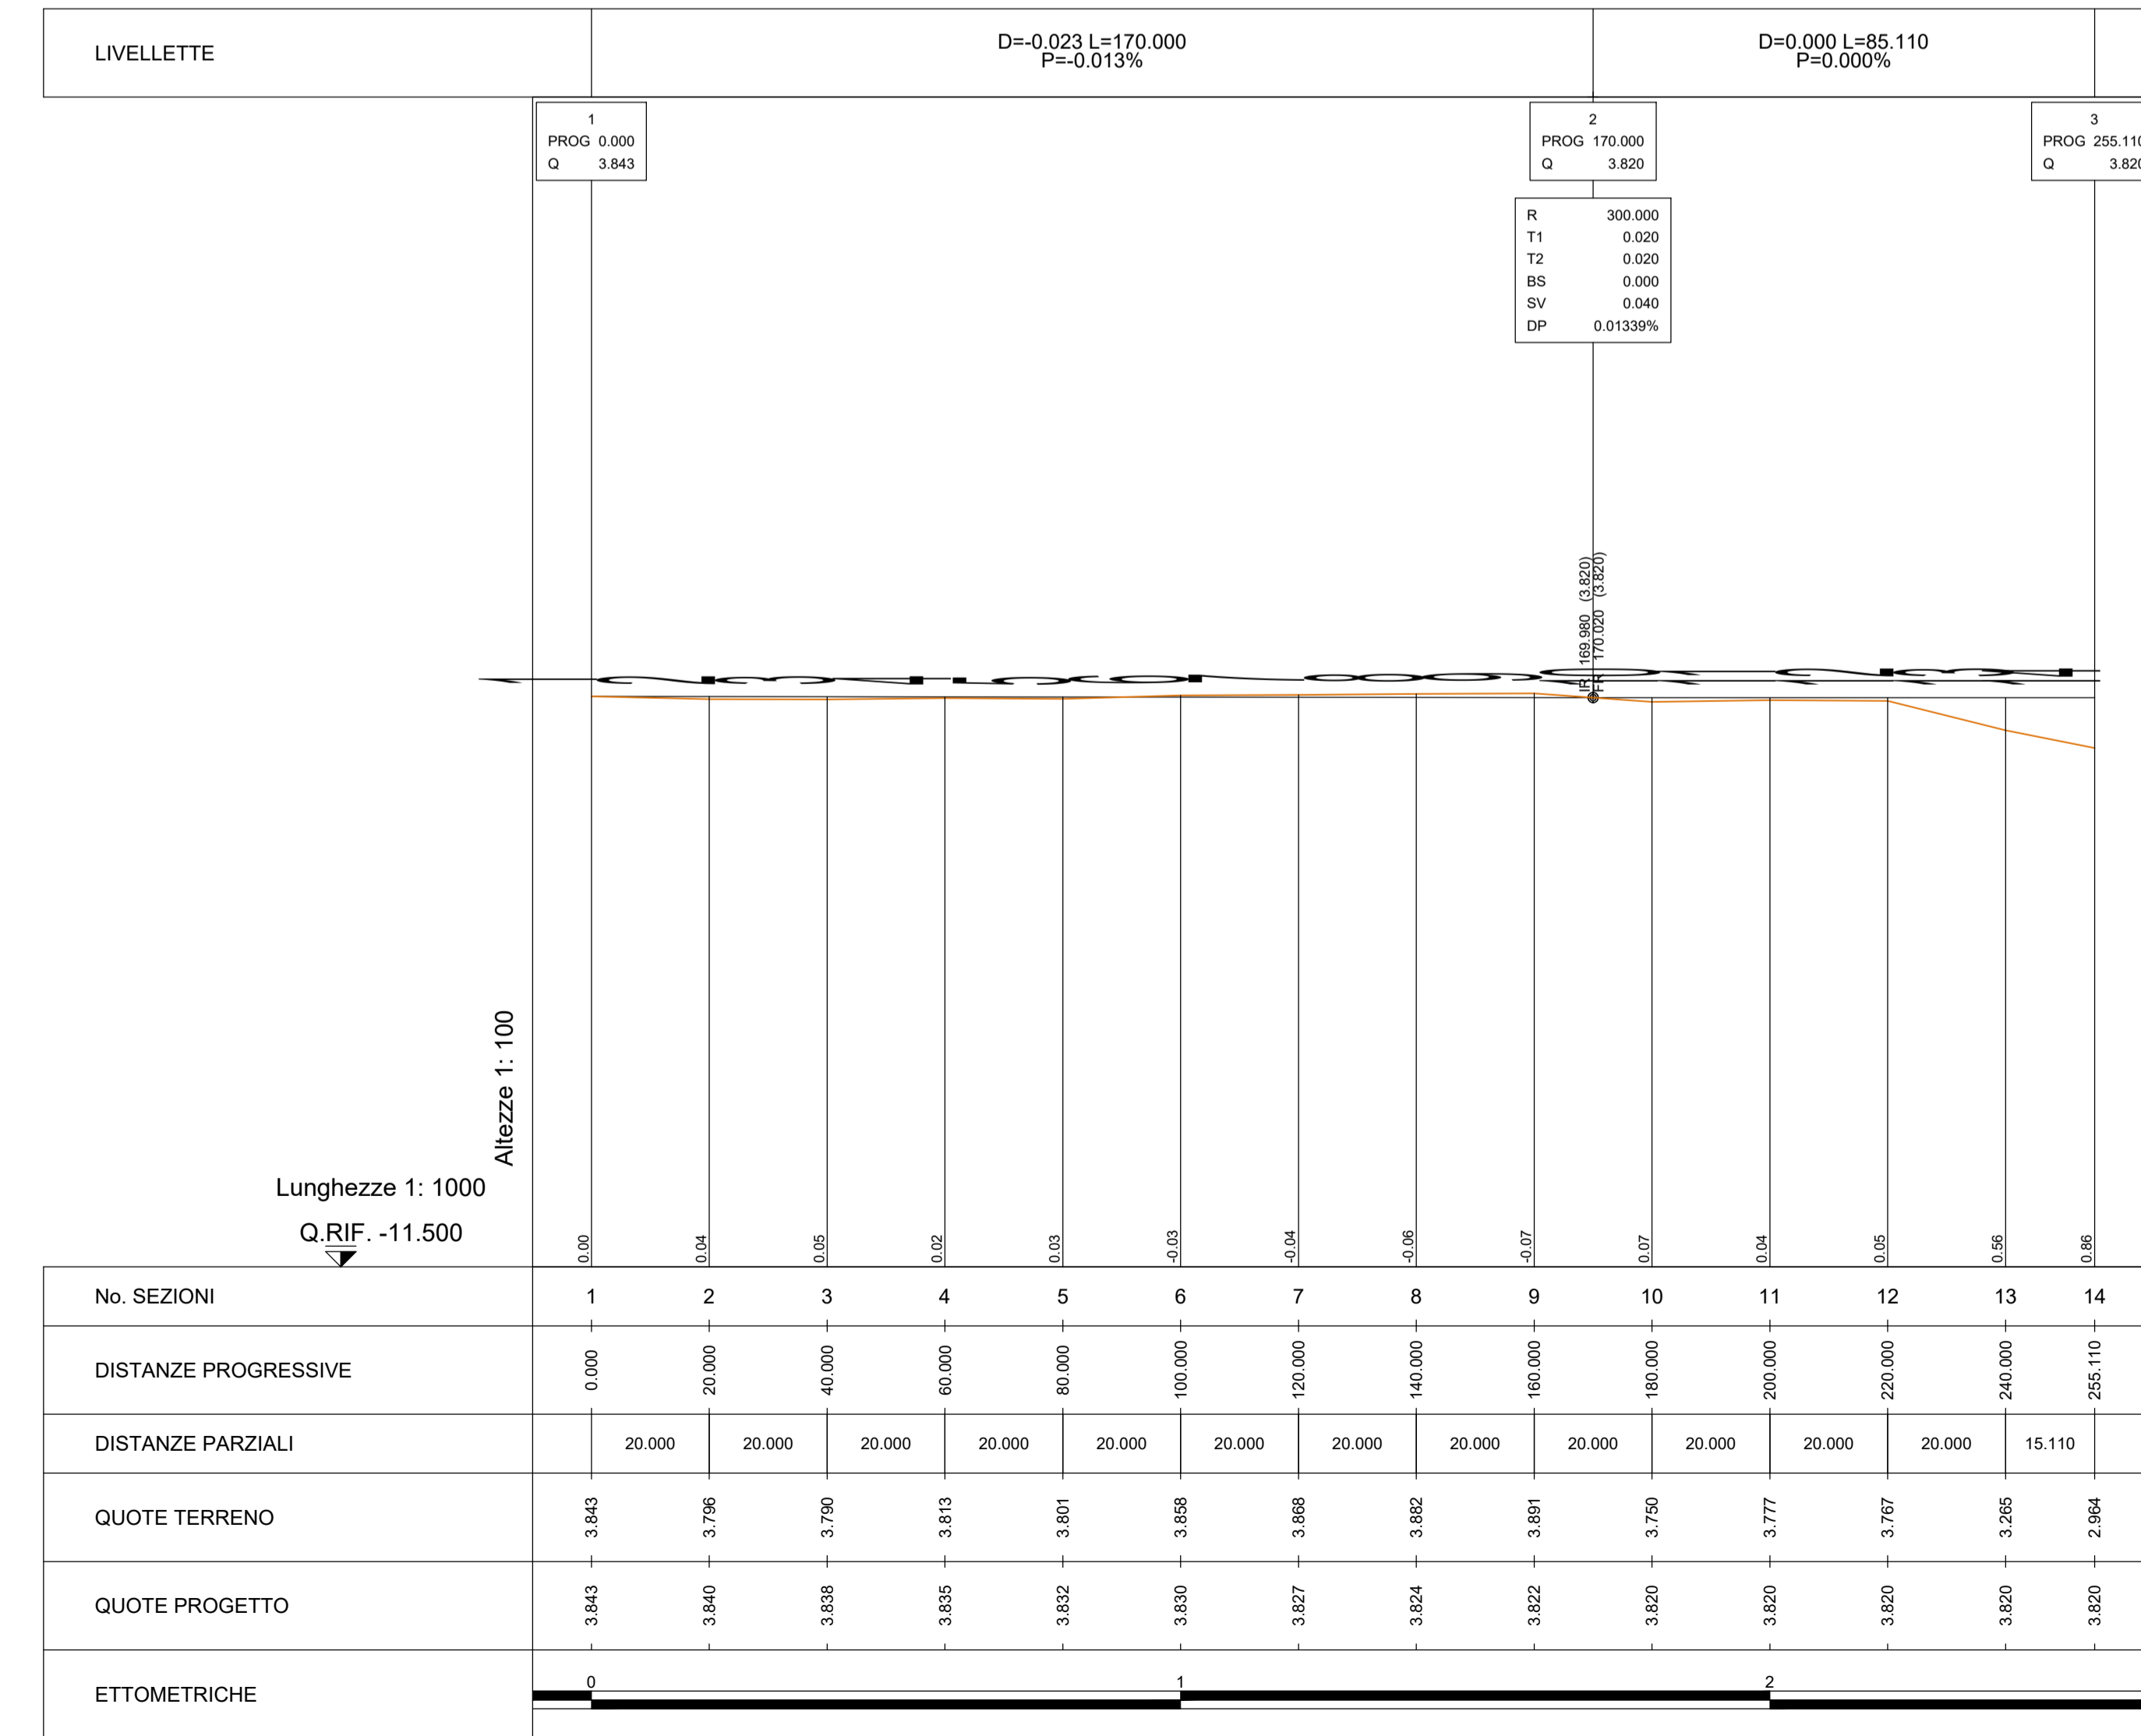 LIVELLETTE
D=-0.023 L=170.000
P=-0.013%
D=0.000 L=85.110
P=0.000%
1
PROG 0.000
Q 3.843
2
PROG 170.000
Q 3.820
3
PROG 255.110
Q 3.820
R 300.000
T1 0.020
T2 0.020
BS 0.000
SV 0.040
DP 0.01339%
IR 169.980 (3.820)
FR 170.020 (3.820)
Altezze 1: 100
Lunghezze 1: 1000
Q.RIF. -11.500
0.00 0.04 0.05 0.02 0.03 -0.03 -0.04 -0.06 -0.07 0.07 0.04 0.05 0.56 0.86
No. SEZIONI 1 2 3 4 5 6 7 8 9 10 11 12 13 14
DISTANZE PROGRESSIVE 0.000 20.000 40.000 60.000 80.000 100.000 120.000 140.000 160.000 180.000 200.000 220.000 240.000 255.110
DISTANZE PARZIALI 20.000 20.000 20.000 20.000 20.000 20.000 20.000 20.000 20.000 20.000 20.000 20.000 15.110
QUOTE TERRENO 3.843 3.796 3.790 3.813 3.801 3.858 3.868 3.882 3.891 3.750 3.777 3.767 3.265 2.964
QUOTE PROGETTO 3.843 3.840 3.838 3.835 3.832 3.830 3.827 3.824 3.822 3.820 3.820 3.820 3.820 3.820
ETTOMETRICHE 0 1 2